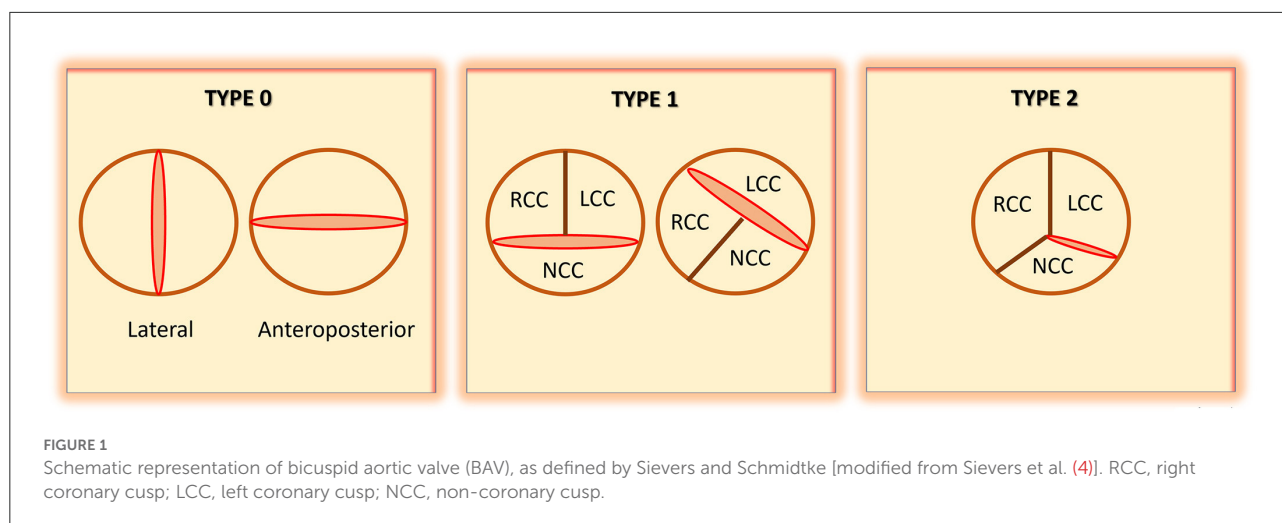 TYPE 0
Lateral
Anteroposterior
TYPE 1
RCC
LCC
NCC
LCC
RCC
NCC
TYPE 2
RCC
LCC
NCC
FIGURE 1
Schematic representation of bicuspid aortic valve (BAV), as defined by Sievers and Schmidtke [modified from Sievers et al. (4)]. RCC, right
coronary cusp; LCC, left coronary cusp; NCC, non-coronary cusp.